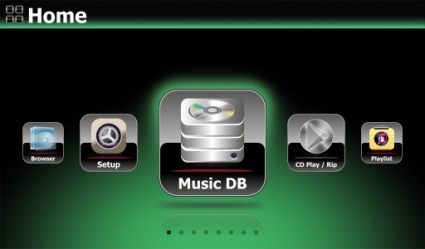 Home
Browser
Setup
Music DB
CD Play / Rip
Playlist